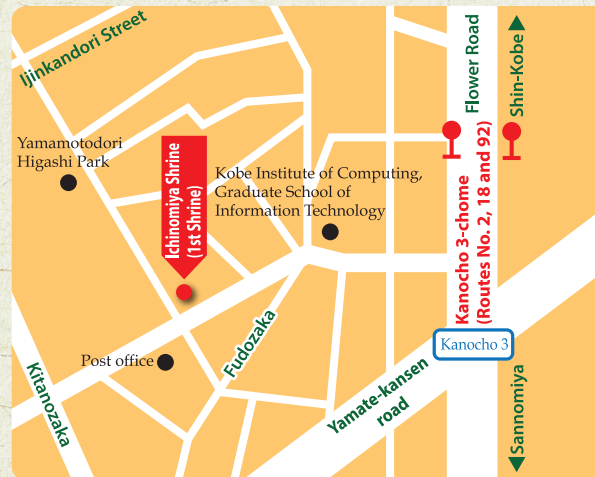 Ijinkandori Street
Flower Road
Shin-Kobe
Yamamotodori
Higashi Park
Ichinomiya Shrine
(1st Shrine)
Kobe Institute of Computing,
Graduate School of
Information Technology
Kanocho 3-chome
(Routes No. 2, 18 and 92)
Kanocho 3
Post office
Fudozaka
Kitanozaka
Yamate-kansen
road
Sannomiya